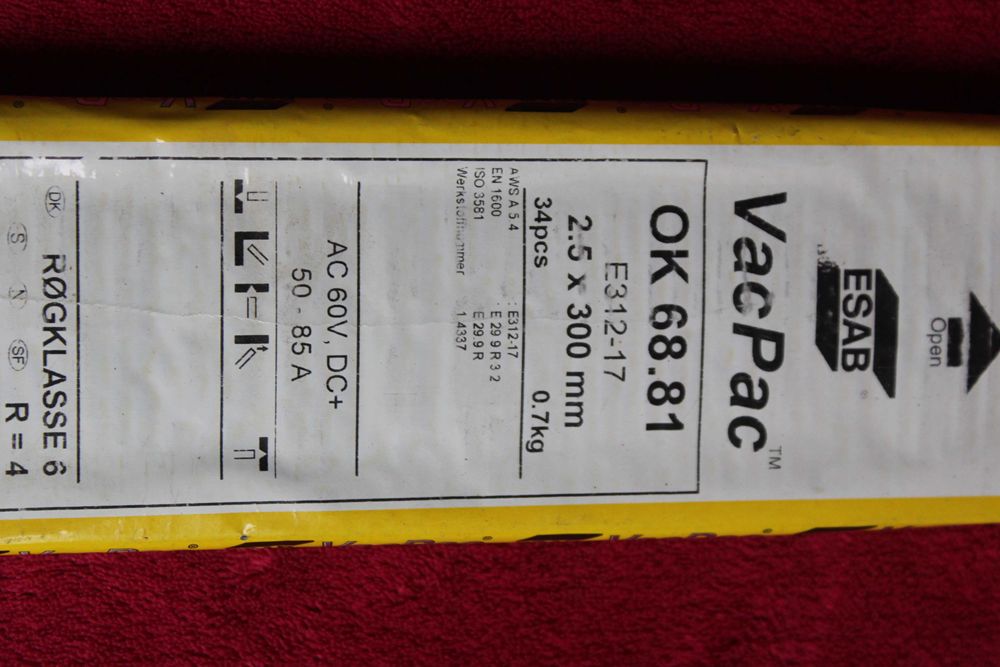 Open
ESAB
VacPac™
OK 68.81
E312-17
2.5 x 300 mm
34pcs 0.7kg
AWS A 5 4 : E312-17
EN 1600 : E 29 9 R 3 2
ISO 3581 E 29 9 R
Werkstoffnummer 1 4337
AC 60V, DC+
50 - 85 A
DK RØGKLASSE 6
S N SF R = 4